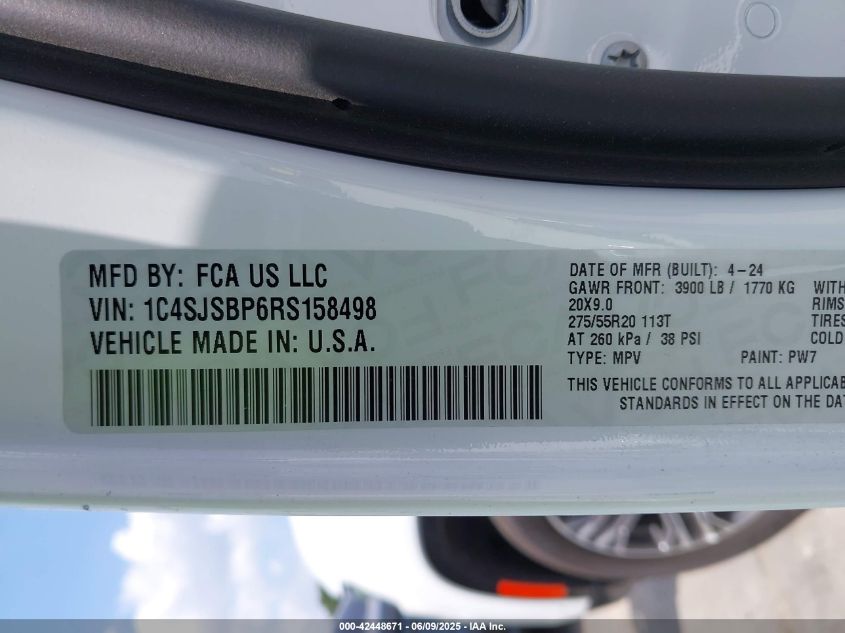 MFD BY: FCA US LLC
VIN: 1C4SJSBP6RS158498
VEHICLE MADE IN: U.S.A.
DATE OF MFR (BUILT): 4-24
GAWR FRONT: 3900 LB / 1770 KG WITH
20X9.0 RIMS
275/55R20 113T TIRES
AT 260 kPa / 38 PSI COLD
TYPE: MPV PAINT: PW7
THIS VEHICLE CONFORMS TO ALL APPLICAB
STANDARDS IN EFFECT ON THE DAT
000-42448671 - 06/09/2025 - IAA Inc.